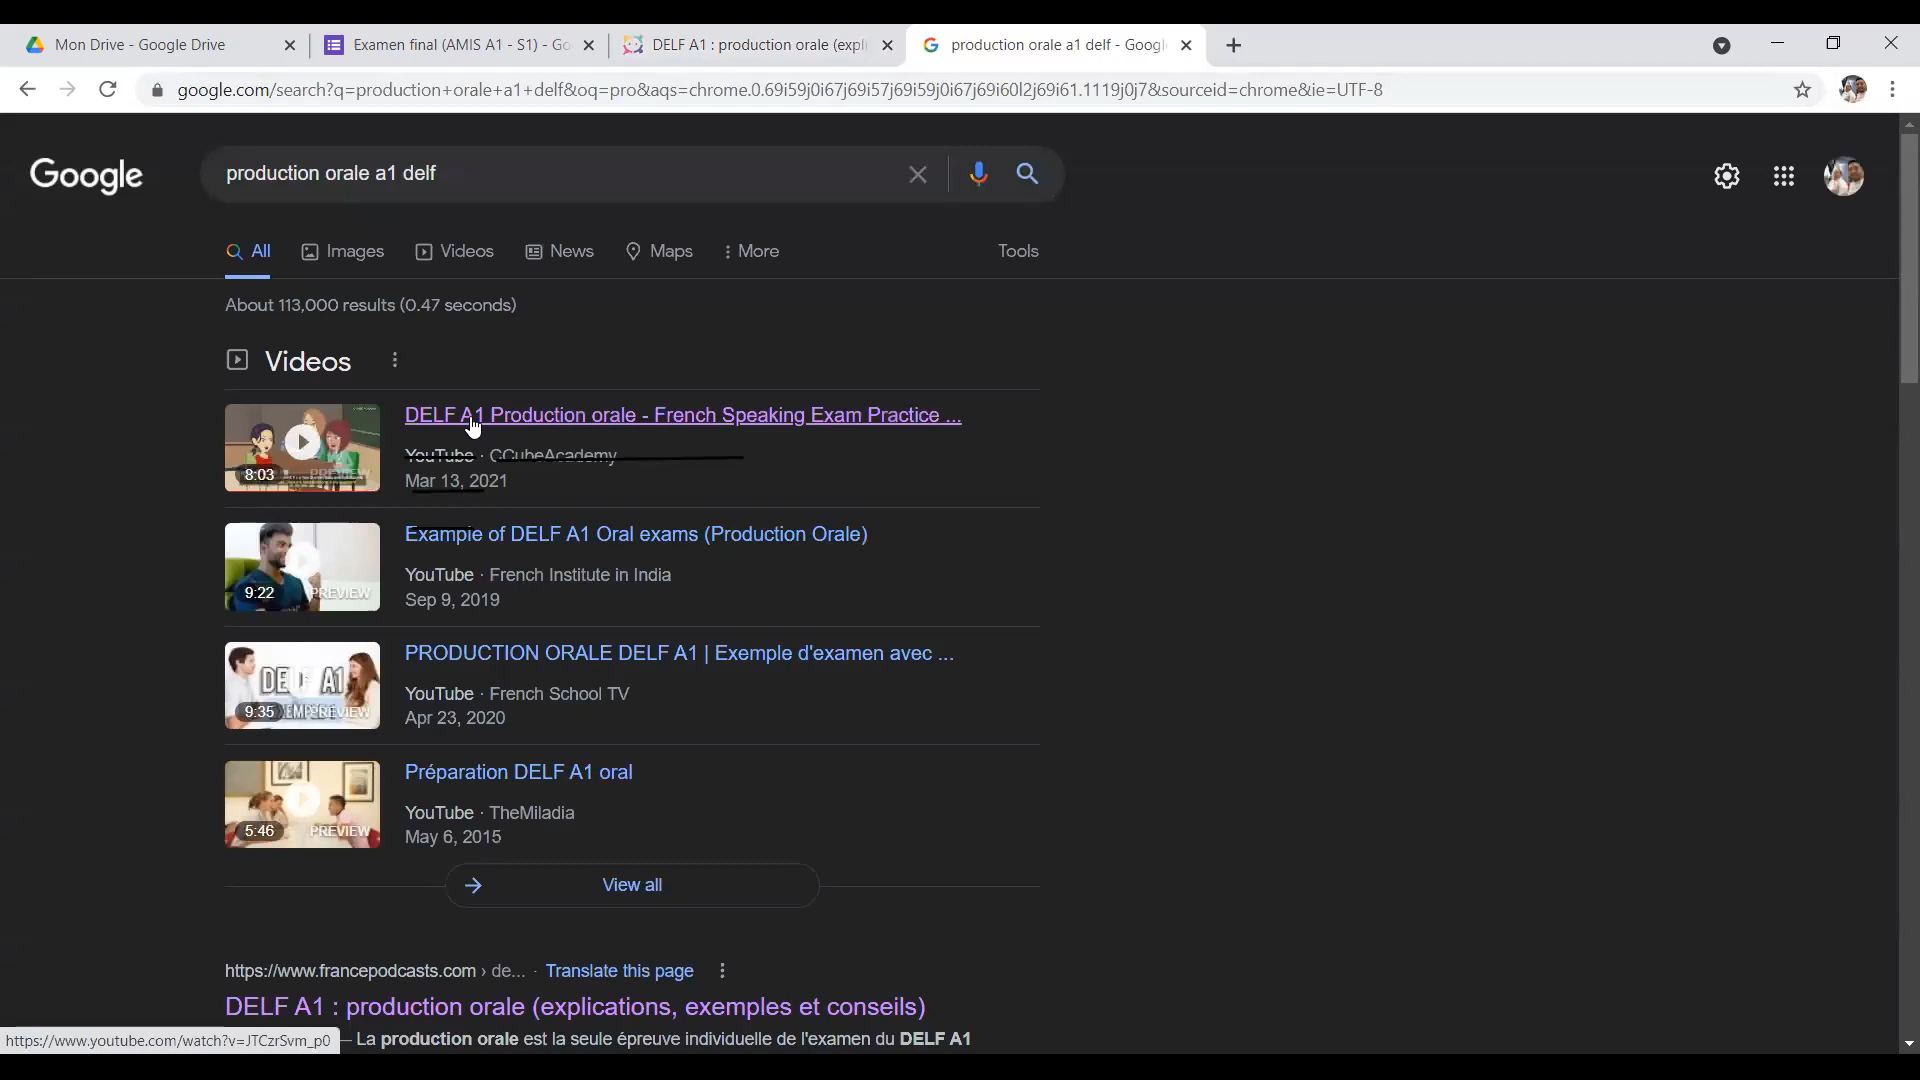 Mon Drive - Google Drive
Examen final (AMIS A1 - S1) - Go
DELF A1 : production orale (expli
production orale a1 delf - Google
google.com/search?q=production+orale+a1+delf&oq=pro&aqs=chrome.0.69i59j0i67j69i57j69i59j0i67j69i60l2j69i61.1119j0j7&sourceid=chrome&ie=UTF-8
Google
production orale a1 delf
All
Images
Videos
News
Maps
More
Tools
About 113,000 results (0.47 seconds)
Videos
DELF A1 Production orale - French Speaking Exam Practice ...
YouTube · CCubeAcademy
Mar 13, 2021
8:03
PREVIEW
Example of DELF A1 Oral exams (Production Orale)
YouTube · French Institute in India
Sep 9, 2019
9:22
PREVIEW
PRODUCTION ORALE DELF A1 | Exemple d'examen avec ...
YouTube · French School TV
Apr 23, 2020
DELF A1
9:35
PREVIEW
Préparation DELF A1 oral
YouTube · TheMiladia
May 6, 2015
5:46
PREVIEW
View all
https://www.francepodcasts.com › de... · Translate this page
DELF A1 : production orale (explications, exemples et conseils)
— La production orale est la seule épreuve individuelle de l'examen du DELF A1
https://www.youtube.com/watch?v=JTCzrSvm_p0